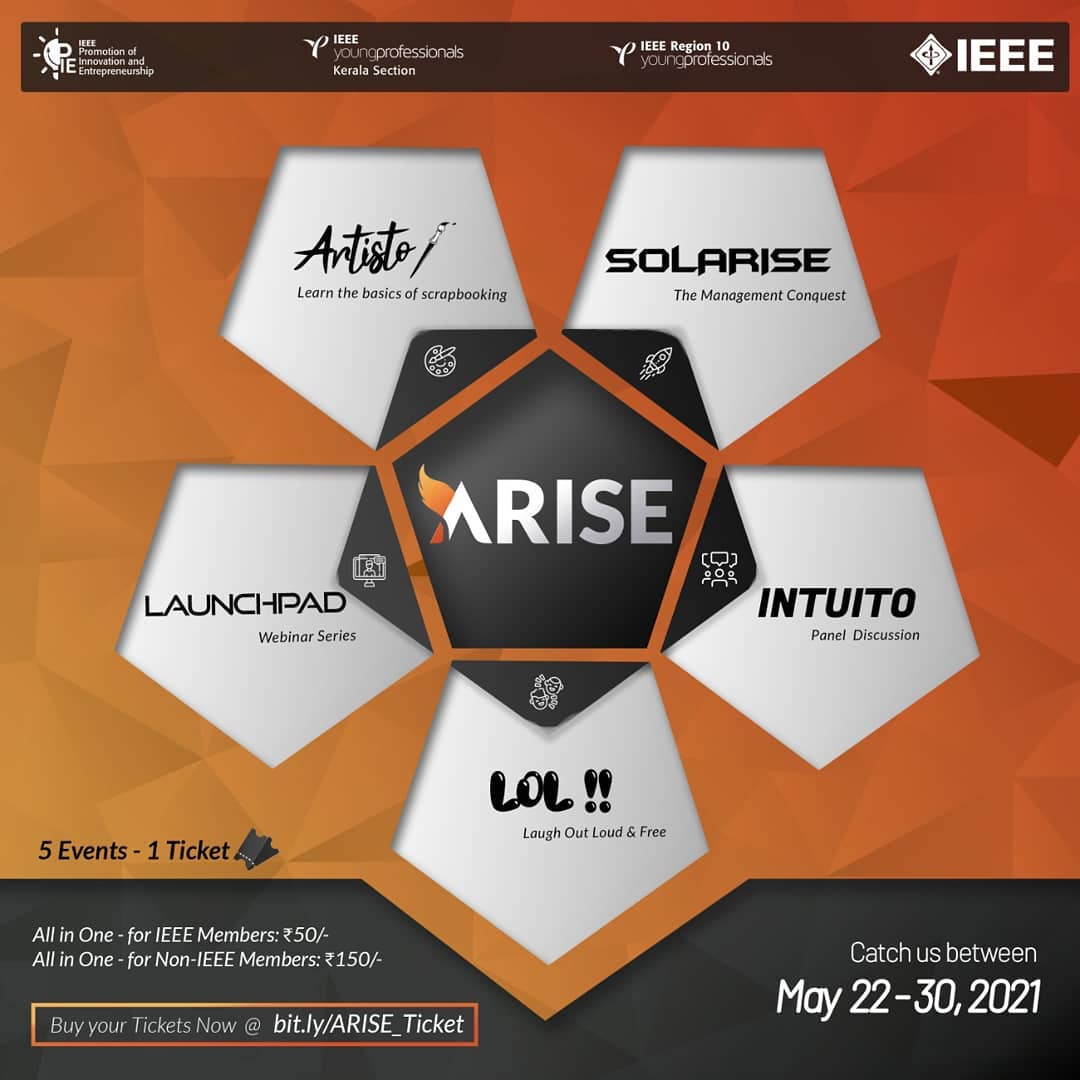 IEEE
Promotion of
Innovation and
Entrepreneurship
PIE
IEEE
youngprofessionals
Kerala Section
IEEE Region 10
youngprofessionals
IEEE
Artisto
Learn the basics of scrapbooking
SOLARISE
The Management Conquest
ARISE
LAUNCHPAD
Webinar Series
INTUITO
Panel Discussion
LOL !!
Laugh Out Loud & Free
5 Events - 1 Ticket
All in One - for IEEE Members: ₹50/-
All in One - for Non-IEEE Members: ₹150/-
Buy your Tickets Now @ bit.ly/ARISE_Ticket
Catch us between
May 22-30, 2021